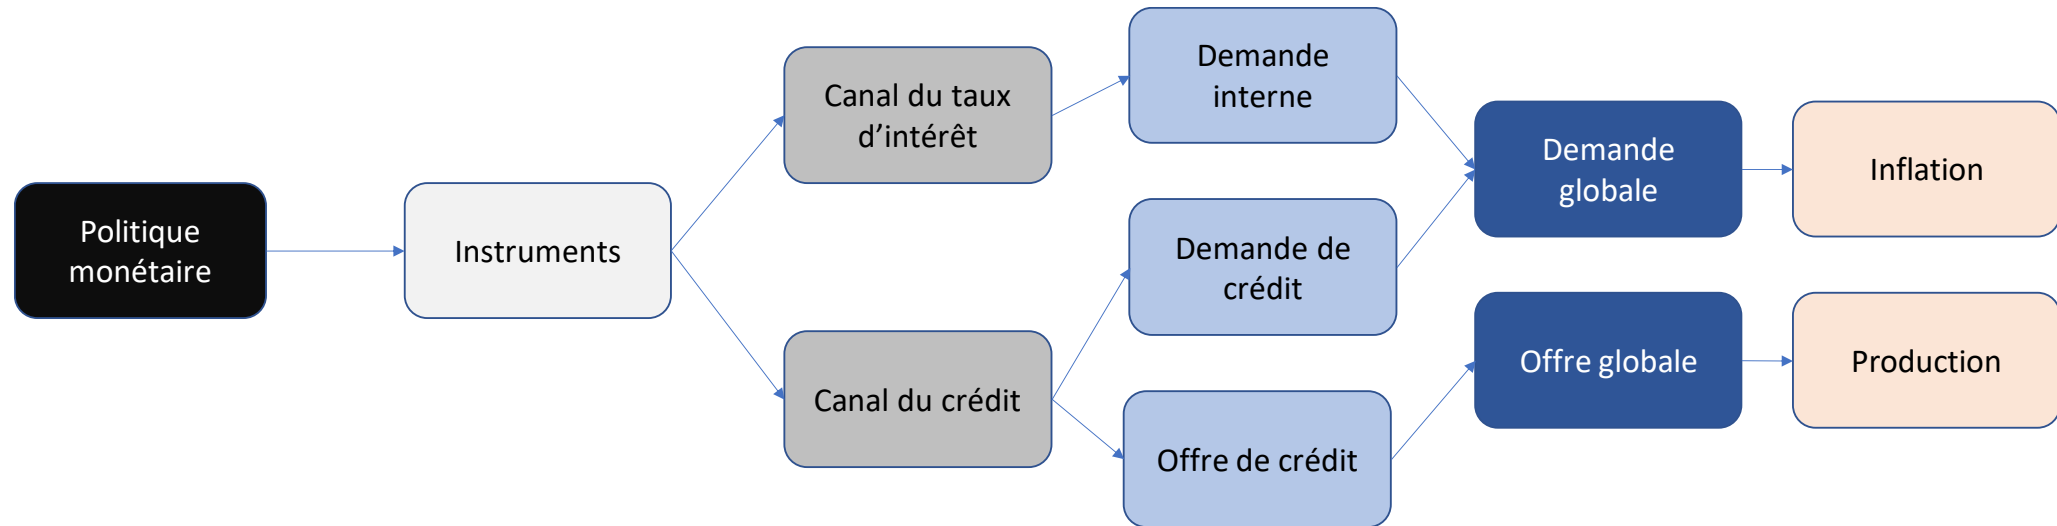 Politique
monétaire
Instruments
Canal du taux
d’intérêt
Canal du crédit
Demande
interne
Demande de
crédit
Offre de crédit
Demande
globale
Offre globale
Inflation
Production